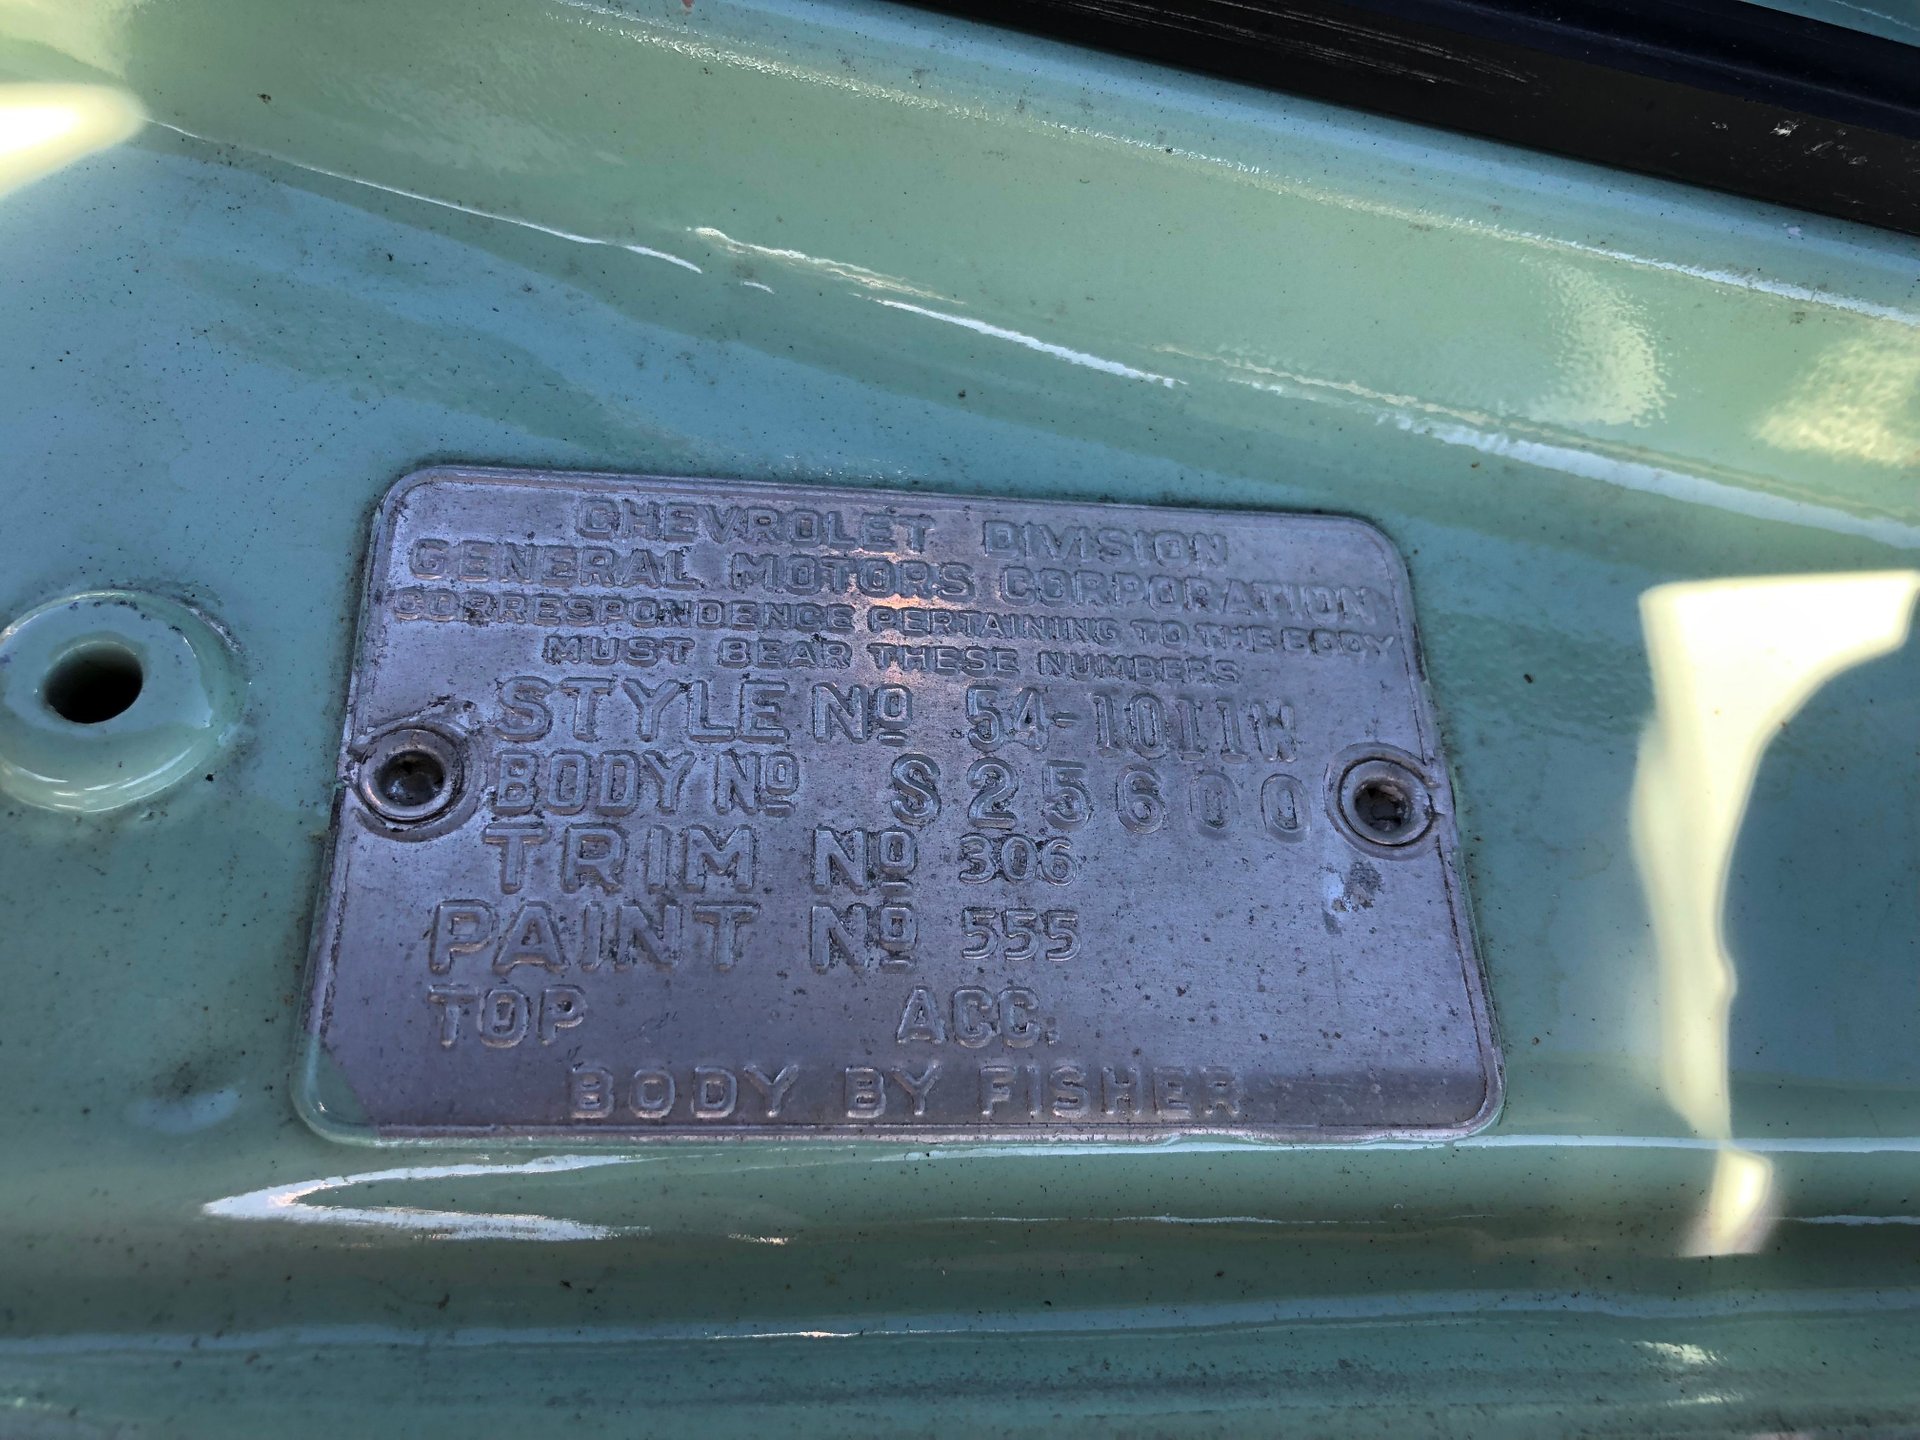 CHEVROLET DIVISION
GENERAL MOTORS CORPORATION
CORRESPONDENCE PERTAINING TO THE BODY
MUST BEAR THESE NUMBERS
STYLE Nº 54-1011W
BODY Nº S25600
TRIM Nº 306
PAINT Nº 555
TOP ACC.
BODY BY FISHER